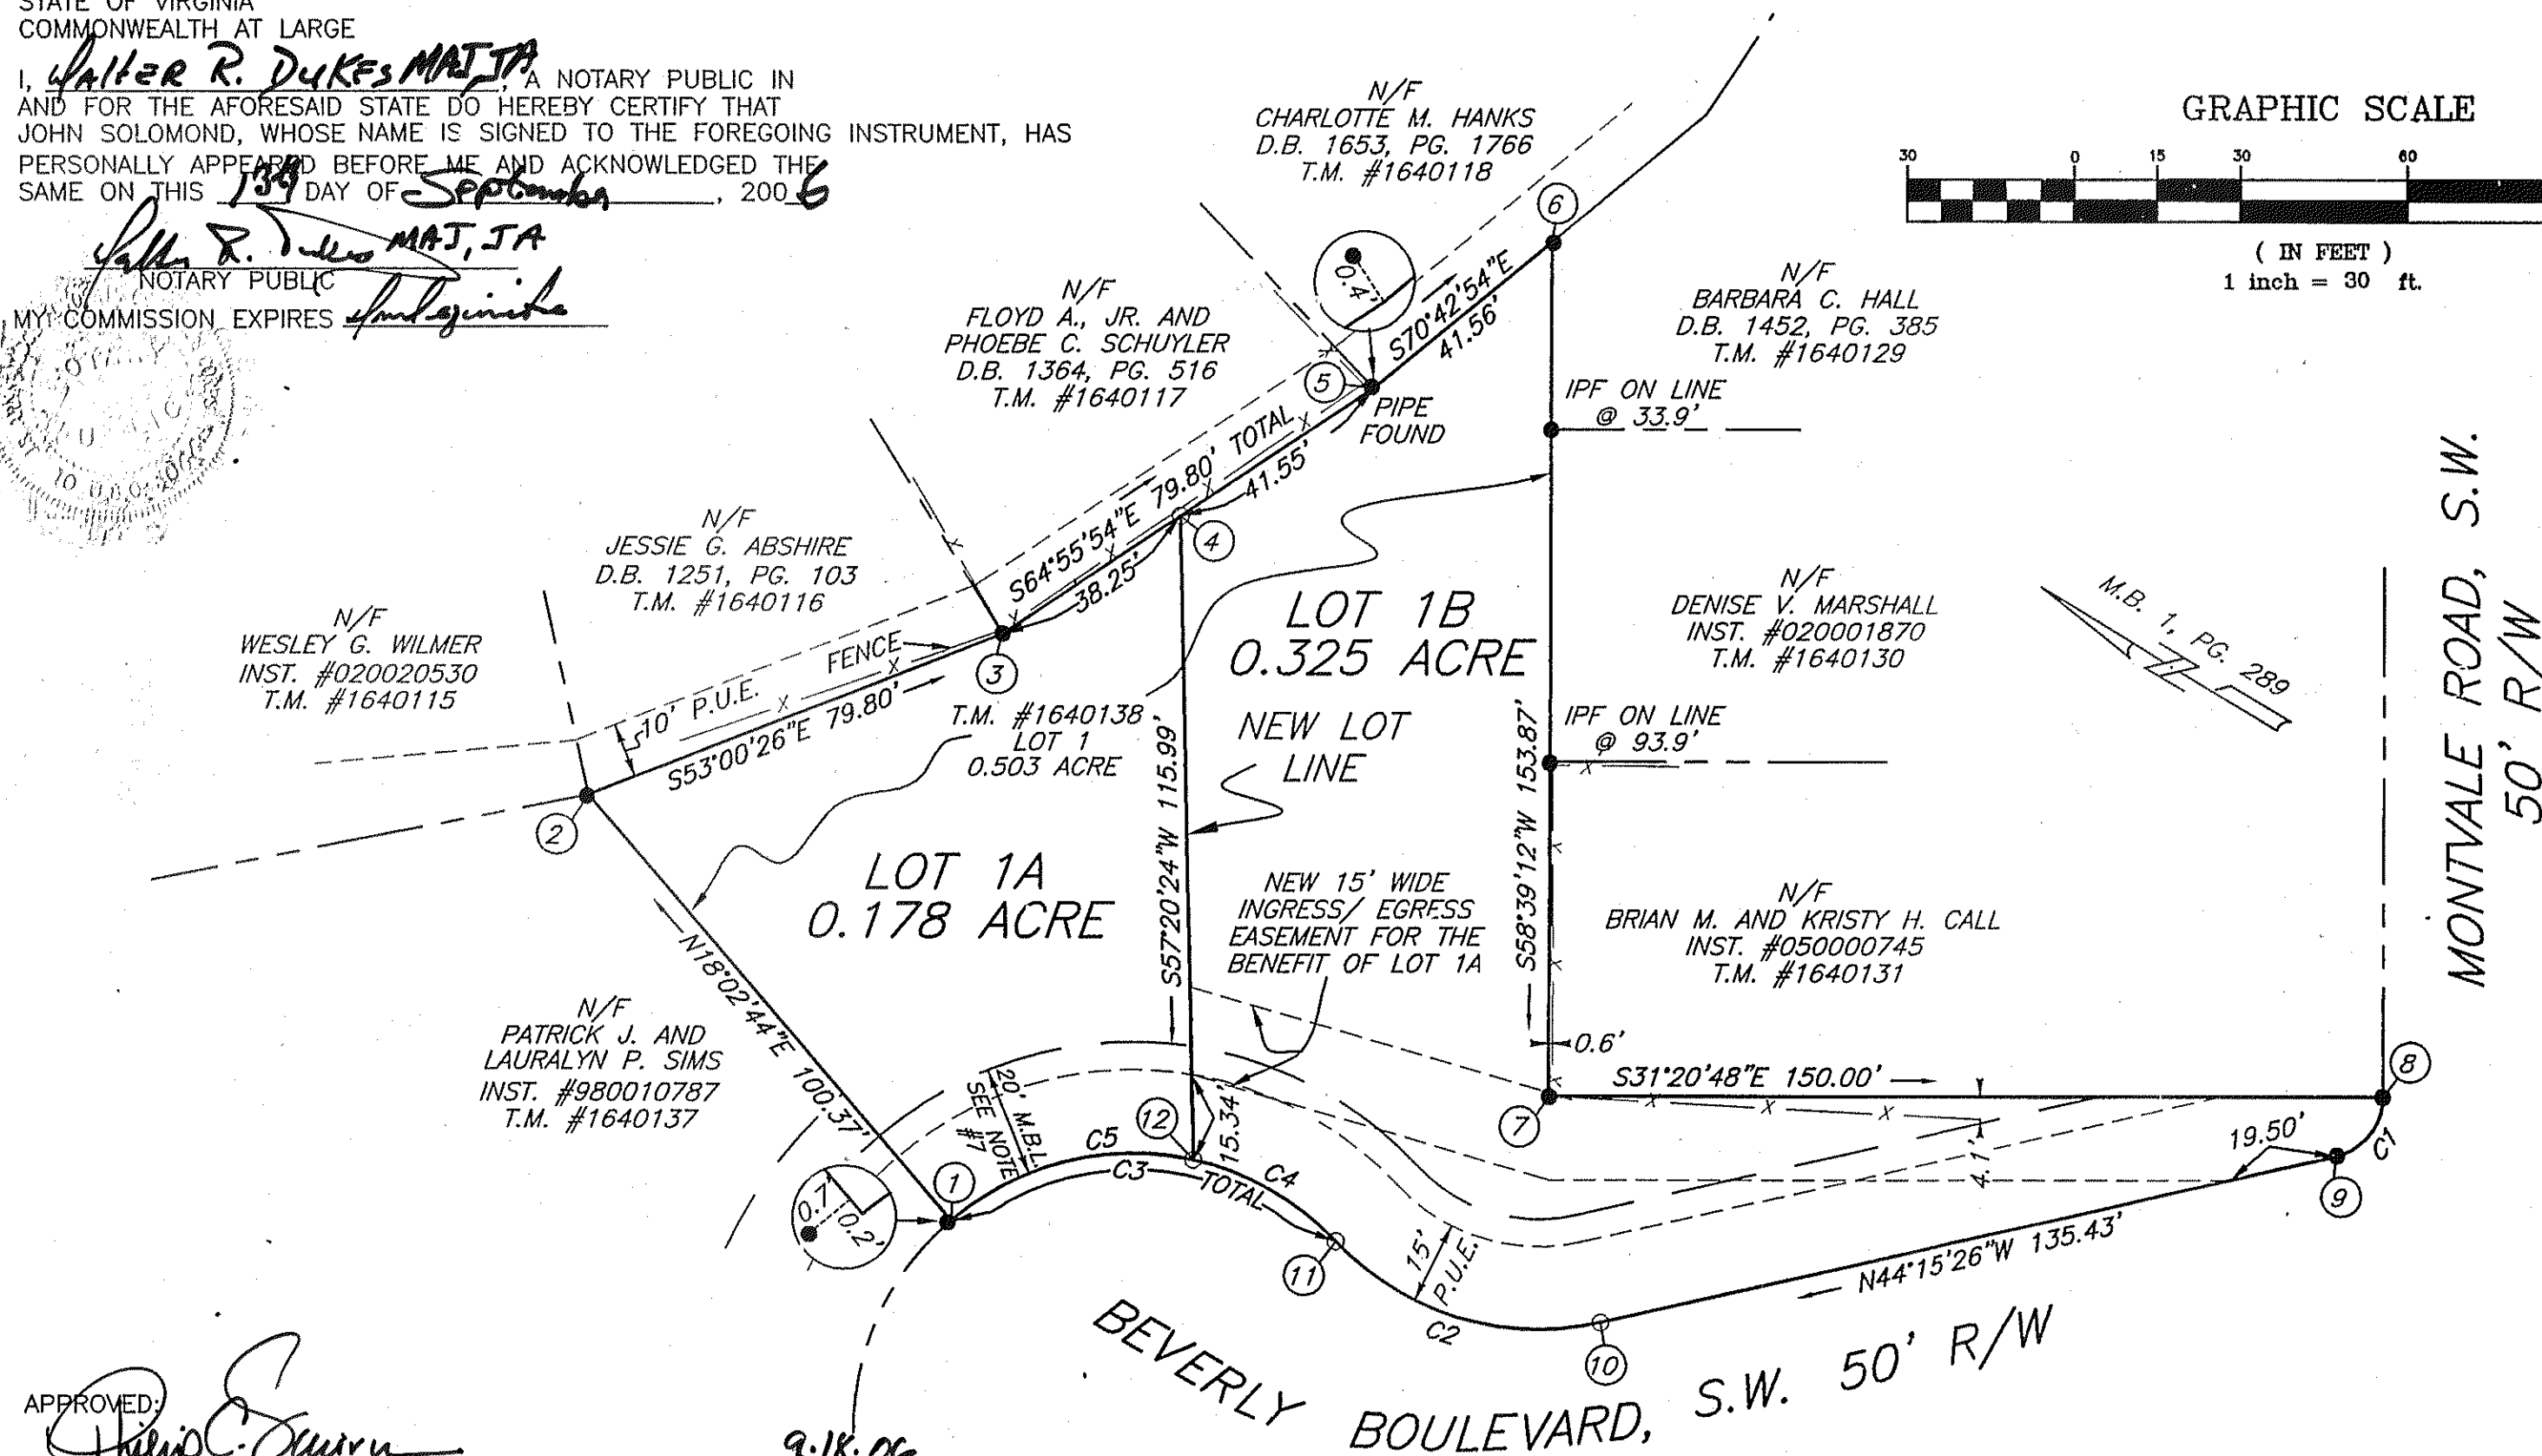 STATE OF VIRGINIA
COMMONWEALTH AT LARGE
I, Walter R. Dukes MAJ, JA, A NOTARY PUBLIC IN
AND FOR THE AFORESAID STATE DO HEREBY CERTIFY THAT
JOHN SOLOMOND, WHOSE NAME IS SIGNED TO THE FOREGOING INSTRUMENT, HAS
PERSONALLY APPEARED BEFORE ME AND ACKNOWLEDGED THE
SAME ON THIS 13th DAY OF September, 2006
MAJ, JA
NOTARY PUBLIC
MY COMMISSION EXPIRES
N/F
CHARLOTTE M. HANKS
D.B. 1653, PG. 1766
T.M. #1640118
GRAPHIC SCALE
30 0 15 30 60
( IN FEET )
1 inch = 30 ft.
N/F
FLOYD A., JR. AND
PHOEBE C. SCHUYLER
D.B. 1364, PG. 516
T.M. #1640117
0.4'
6
S70°42'54"E
41.56'
N/F
BARBARA C. HALL
D.B. 1452, PG. 385
T.M. #1640129
5
PIPE
FOUND
IPF ON LINE
@ 33.9'
N/F
JESSIE G. ABSHIRE
D.B. 1251, PG. 103
T.M. #1640116
S64°55'54"E 79.80' TOTAL
41.55'
38.25'
4
N/F
WESLEY G. WILMER
INST. #020020530
T.M. #1640115
FENCE
3
10' P.U.E.
S53°00'26"E 79.80'
2
T.M. #1640138
LOT 1
0.503 ACRE
LOT 1B
0.325 ACRE
NEW LOT
LINE
N/F
DENISE V. MARSHALL
INST. #020001870
T.M. #1640130
IPF ON LINE
@ 93.9'
M.B. 1, PG. 289
MONTVALE ROAD, S.W.
50' R/W
LOT 1A
0.178 ACRE
S57°20'24"W 115.99'
S58°39'12"W 153.87'
NEW 15' WIDE
INGRESS/ EGRESS
EASEMENT FOR THE
BENEFIT OF LOT 1A
N/F
BRIAN M. AND KRISTY H. CALL
INST. #050000745
T.M. #1640131
N/F
PATRICK J. AND
LAURALYN P. SIMS
INST. #980010787
T.M. #1640137
N18°02'44"E 100.37'
20' M.B.L.
SEE NOTE
#7
0.6'
S31°20'48"E 150.00'
8
7
12
15.34'
C5
C3
TOTAL
C4
1
0.7'
0.2'
11
15'
P.U.E.
C2
10
4.1'
19.50'
C1
9
N44°15'26"W 135.43'
BEVERLY BOULEVARD, S.W. 50' R/W
APPROVED:
9.18.06